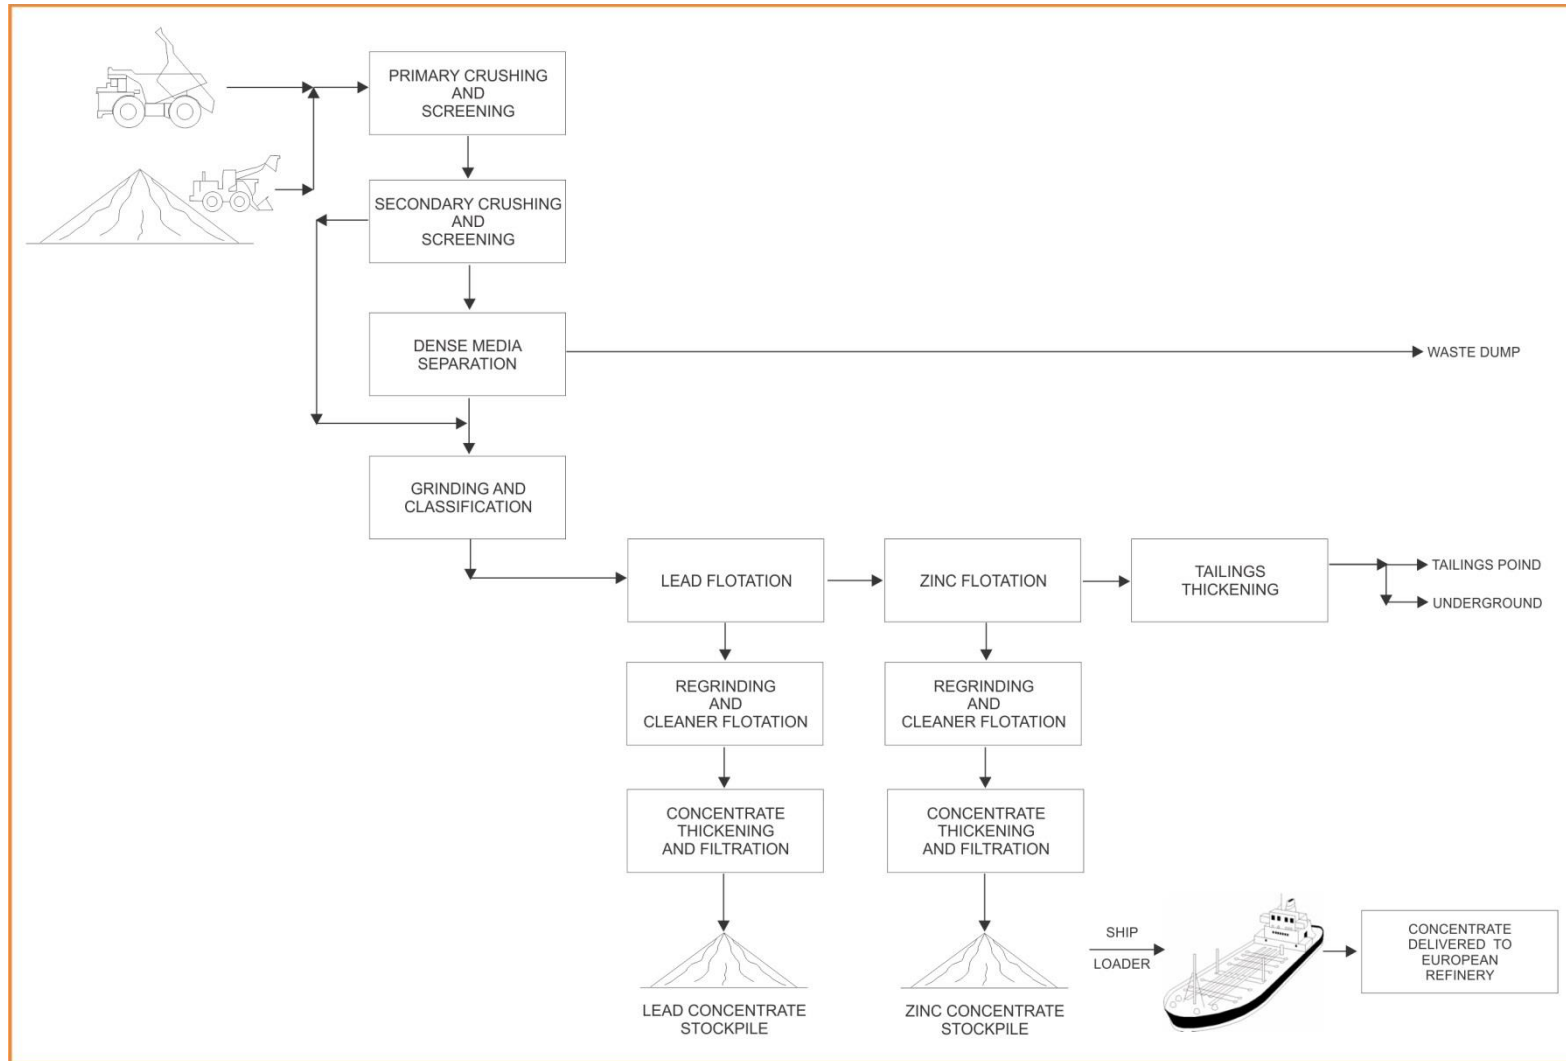 PRIMARY CRUSHING
AND
SCREENING
SECONDARY CRUSHING
AND
SCREENING
DENSE MEDIA
SEPARATION
WASTE DUMP
GRINDING AND
CLASSIFICATION
LEAD FLOTATION
ZINC FLOTATION
TAILINGS
THICKENING
TAILINGS POIND
UNDERGROUND
REGRINDING
AND
CLEANER FLOTATION
REGRINDING
AND
CLEANER FLOTATION
CONCENTRATE
THICKENING
AND FILTRATION
CONCENTRATE
THICKENING
AND FILTRATION
LEAD CONCENTRATE
STOCKPILE
ZINC CONCENTRATE
STOCKPILE
SHIP
LOADER
CONCENTRATE
DELIVERED TO
EUROPEAN
REFINERY